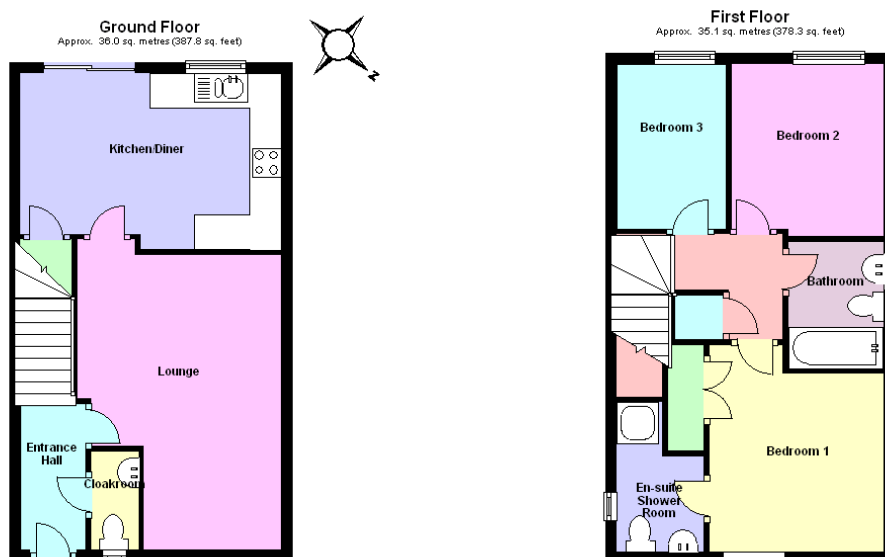 Ground Floor
Approx. 36.0 sq. metres (387.8 sq. feet)
Kitchen/Diner
Lounge
Entrance
Hall
Cloakroom
N
First Floor
Approx. 35.1 sq. metres (378.3 sq. feet)
Bedroom 3
Bedroom 2
Bathroom
Bedroom 1
En-suite
Shower
Room